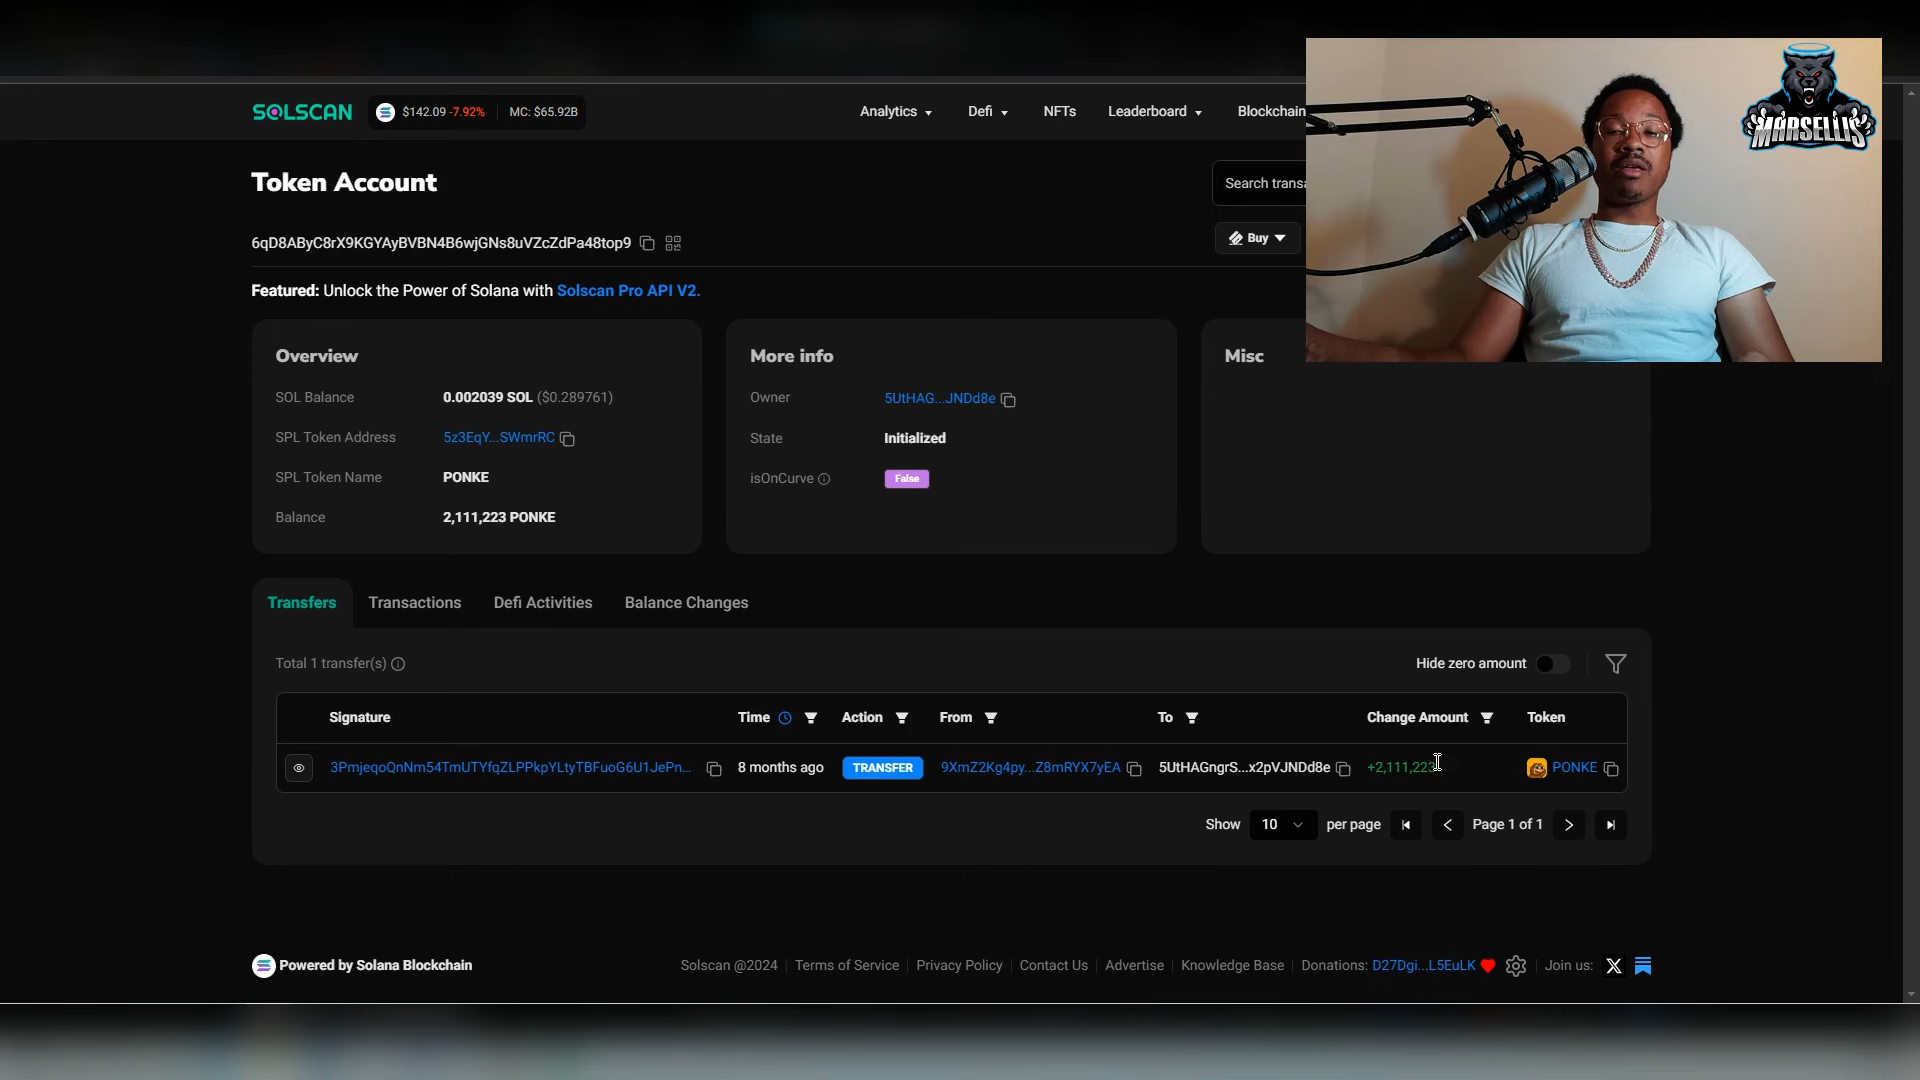 SOLSCAN $142.09 -7.92% MC: $65.92B Analytics Defi NFTs Leaderboard Blockchain
MARSELLIS
Token Account
Search transa
6qD8AByC8rX9KGYAyBVBN4B6wjGNs8uVZcZdPa48top9
Buy
Featured: Unlock the Power of Solana with Solscan Pro API V2.
Overview
SOL Balance 0.002039 SOL ($0.289761)
SPL Token Address 5z3EqY...SWmrRC
SPL Token Name PONKE
Balance 2,111,223 PONKE
More info
Owner 5UtHAG...JNDd8e
State Initialized
isOnCurve False
Misc
Transfers Transactions Defi Activities Balance Changes
Total 1 transfer(s) Hide zero amount
Signature Time Action From To Change Amount Token
3PmjeqoQnNm54TmUTYfqZLPPkpYLtyTBFuoG6U1JePn... 8 months ago TRANSFER 9XmZ2Kg4py...Z8mRYX7yEA 5UtHAGngrS...x2pVJNDd8e +2,111,223 PONKE
Show 10 per page Page 1 of 1
Powered by Solana Blockchain Solscan @2024 Terms of Service Privacy Policy Contact Us Advertise Knowledge Base Donations: D27Dgi...L5EuLK Join us: